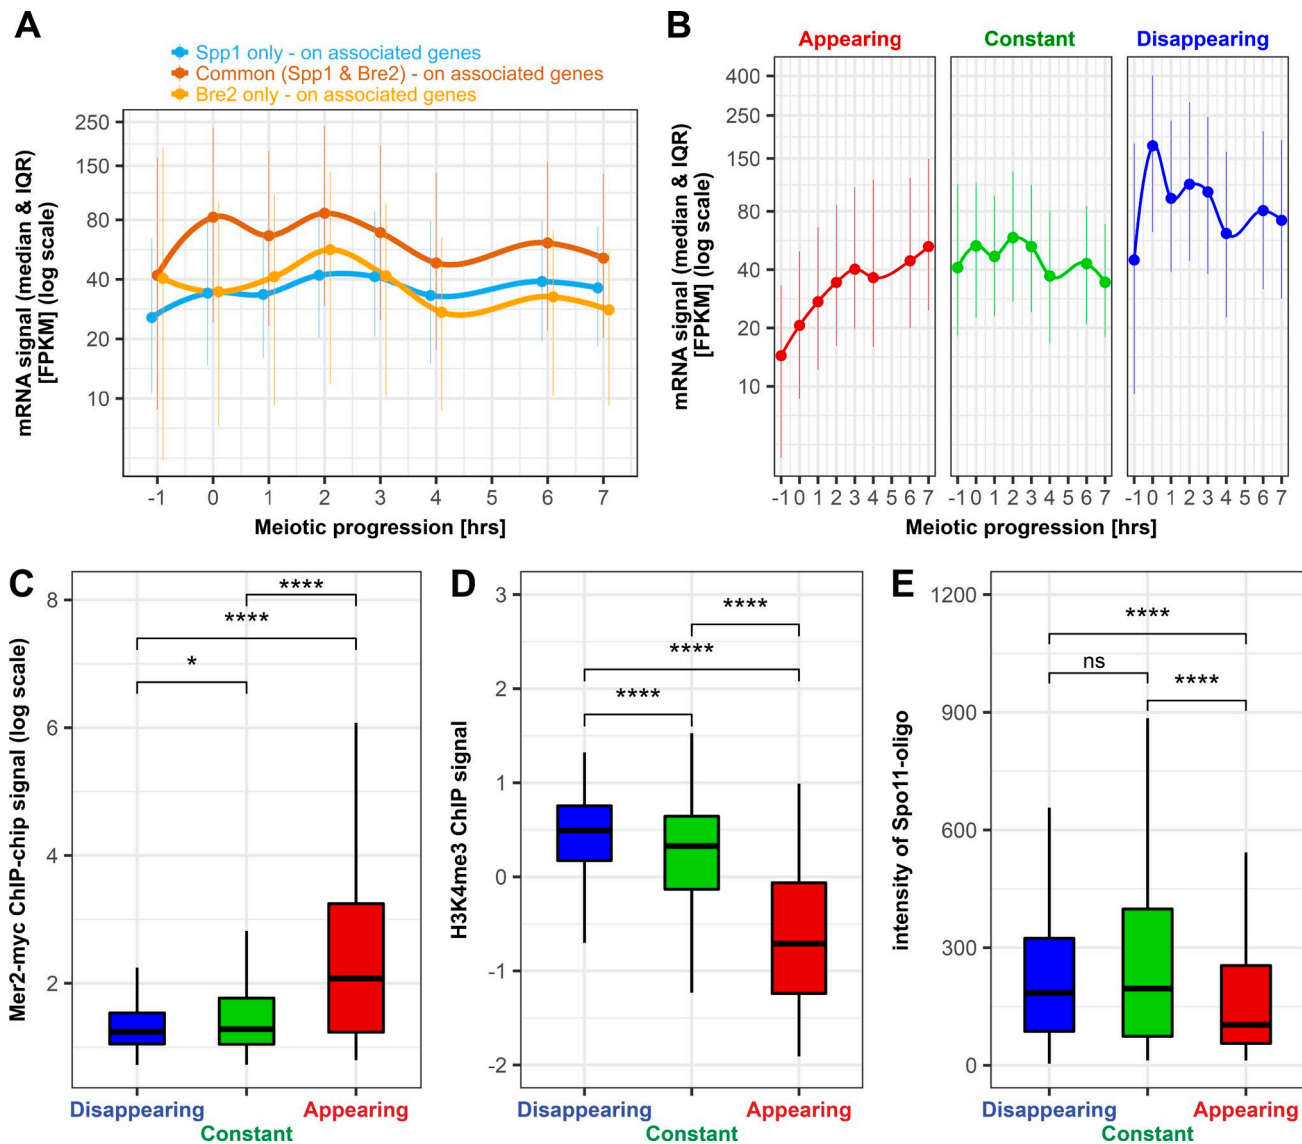 A
Spp1 only - on associated genes
Common (Spp1 & Bre2) - on associated genes
Bre2 only - on associated genes
mRNA signal (median & IQR)
[FPKM] (log scale)
250
150
80
40
20
10
-1 0 1 2 3 4 5 6 7
Meiotic progression [hrs]
B
Appearing Constant Disappearing
mRNA signal (median & IQR)
[FPKM] (log scale)
400
250
150
80
40
20
10
-1 0 1 2 3 4 5 6 7 -1 0 1 2 3 4 5 6 7 -1 0 1 2 3 4 5 6 7
Meiotic progression [hrs]
C
Mer2-myc ChIP-chip signal (log scale)
8
6
4
2
****
****
*
Disappearing
Constant
Appearing
D
H3K4me3 ChIP signal
3
2
1
0
-1
-2
****
****
****
Disappearing
Constant
Appearing
E
intensity of Spo11-oligo
1200
900
600
300
0
****
ns
****
Disappearing
Constant
Appearing